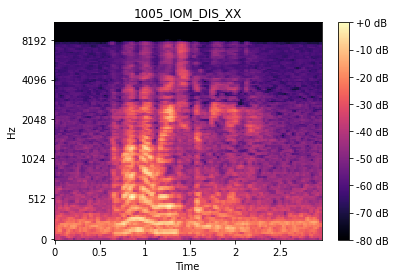 1005_IOM_DIS_XX
+0 dB
8192
-10 dB
4096
-20 dB
-30 dB
2048
Hz
-40 dB
1024
-50 dB
512
-60 dB
-70 dB
0
-80 dB
0 0.5 1 1.5 2 2.5
Time